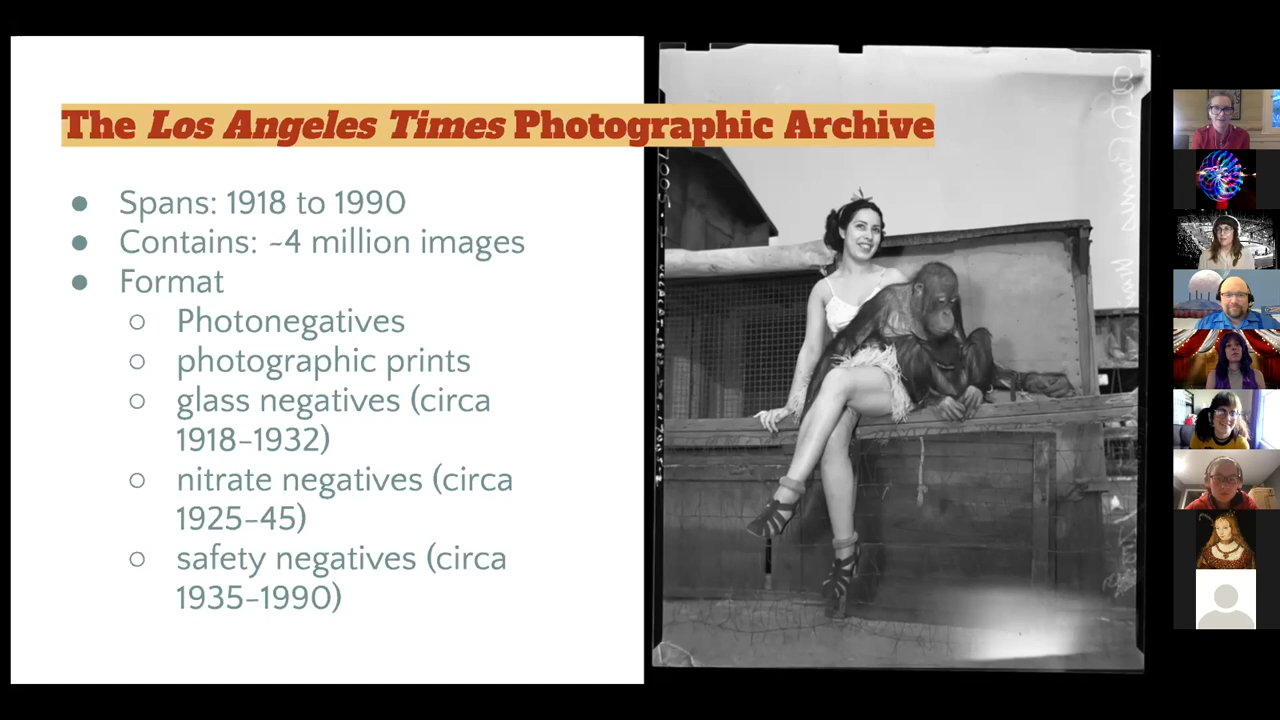 The Los Angeles Times Photographic Archive
● Spans: 1918 to 1990
● Contains: ~4 million images
● Format
○ Photonegatives
○ photographic prints
○ glass negatives (circa
1918–1932)
○ nitrate negatives (circa
1925–45)
○ safety negatives (circa
1935–1990)